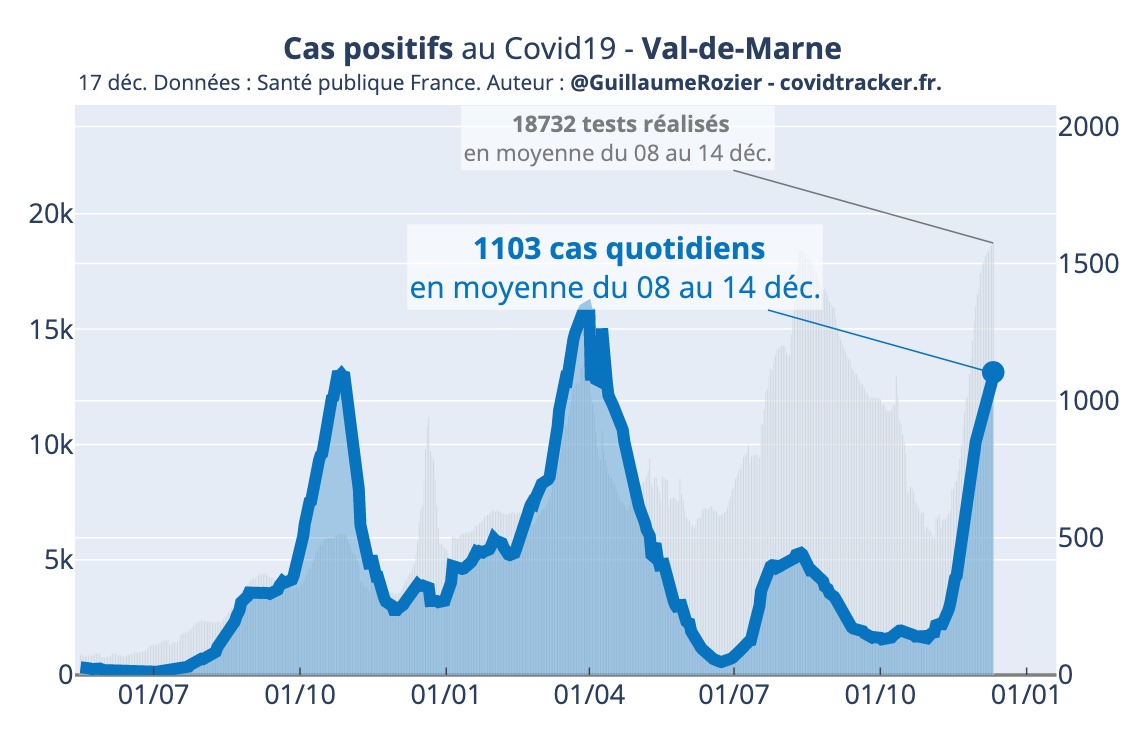 Cas positifs au Covid19 - Val-de-Marne
17 déc. Données : Santé publique France. Auteur : @GuillaumeRozier - covidtracker.fr.
18732 tests réalisés
en moyenne du 08 au 14 déc.
1103 cas quotidiens
en moyenne du 08 au 14 déc.
20k
15k
10k
5k
0
2000
1500
1000
500
0
01/07
01/10
01/01
01/04
01/07
01/10
01/01